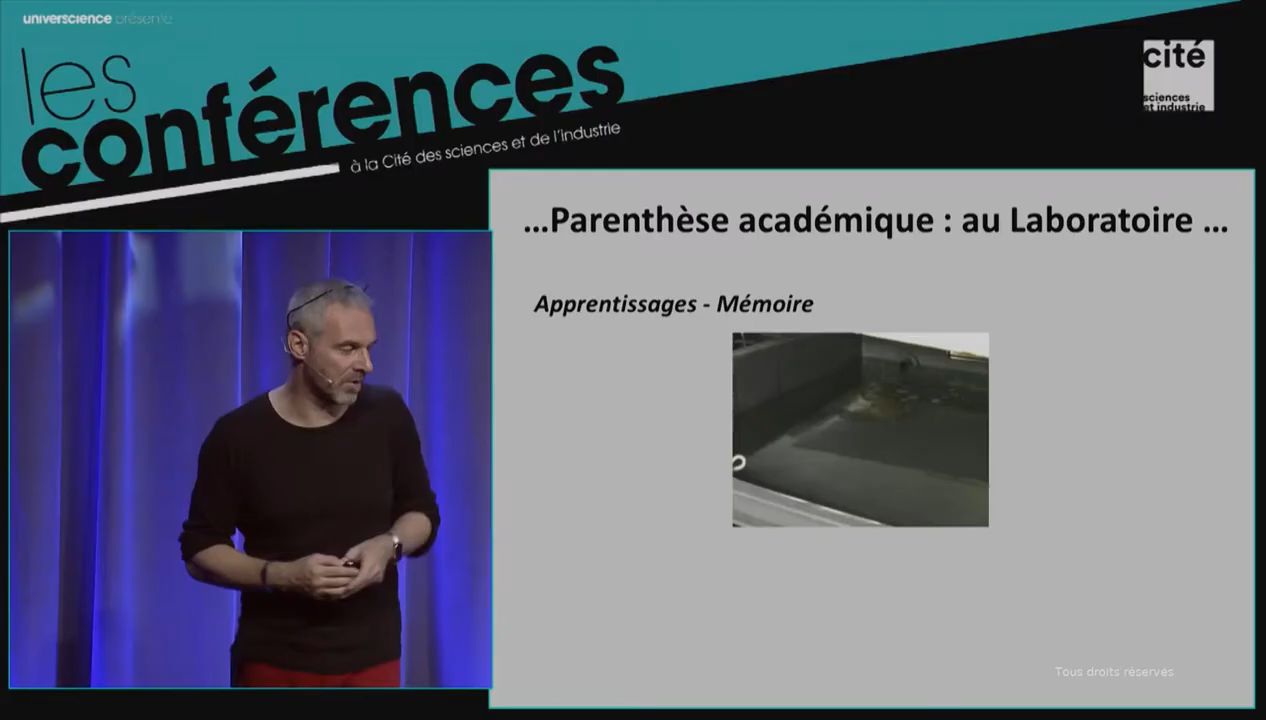 universcience présente
les
conférences
à la Cité des sciences et de l'industrie
cité
sciences
et industrie
...Parenthèse académique : au Laboratoire ...
Apprentissages - Mémoire
Tous droits réservés